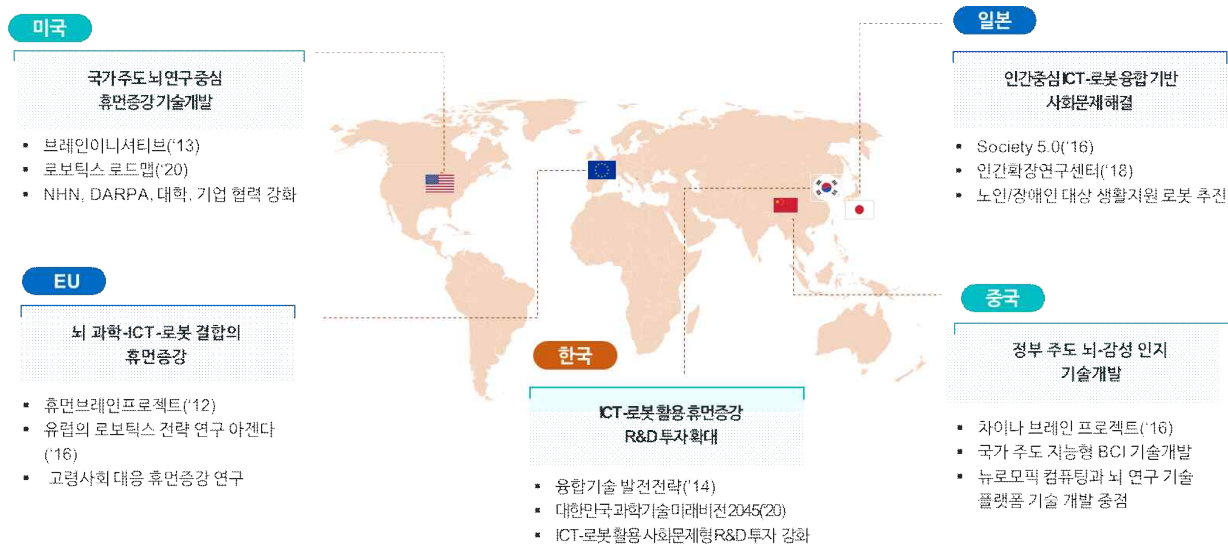 미국
국가 주도 뇌 연구 중심
휴먼증강 기술개발
▪ 브레인이니셔티브('13)
▪ 로보틱스 로드맵('20)
▪ NHN, DARPA, 대학, 기업 협력 강화
일본
인간중심 ICT-로봇 융합 기반
사회문제 해결
▪ Society 5.0('16)
▪ 인간확장연구센터('18)
▪ 노인/장애인 대상 생활지원 로봇 추진
EU
뇌 과학-ICT-로봇 결합의
휴먼증강
▪ 휴먼브레인프로젝트('12)
▪ 유럽의 로보틱스 전략 연구 아젠다
('16)
▪ 고령사회 대응 휴먼증강 연구
한국
ICT-로봇 활용 휴먼증강
R&D 투자 확대
▪ 융합기술 발전전략('14)
▪ 대한민국 과학기술 미래비전 2045('20)
▪ ICT-로봇 활용 사회문제형 R&D 투자 강화
중국
정부 주도 뇌-감성 인지
기술개발
▪ 차이나 브레인 프로젝트('16)
▪ 국가 주도 지능형 BCI 기술개발
▪ 뉴로모픽 컴퓨팅과 뇌 연구 기술
플랫폼 기술 개발 중점